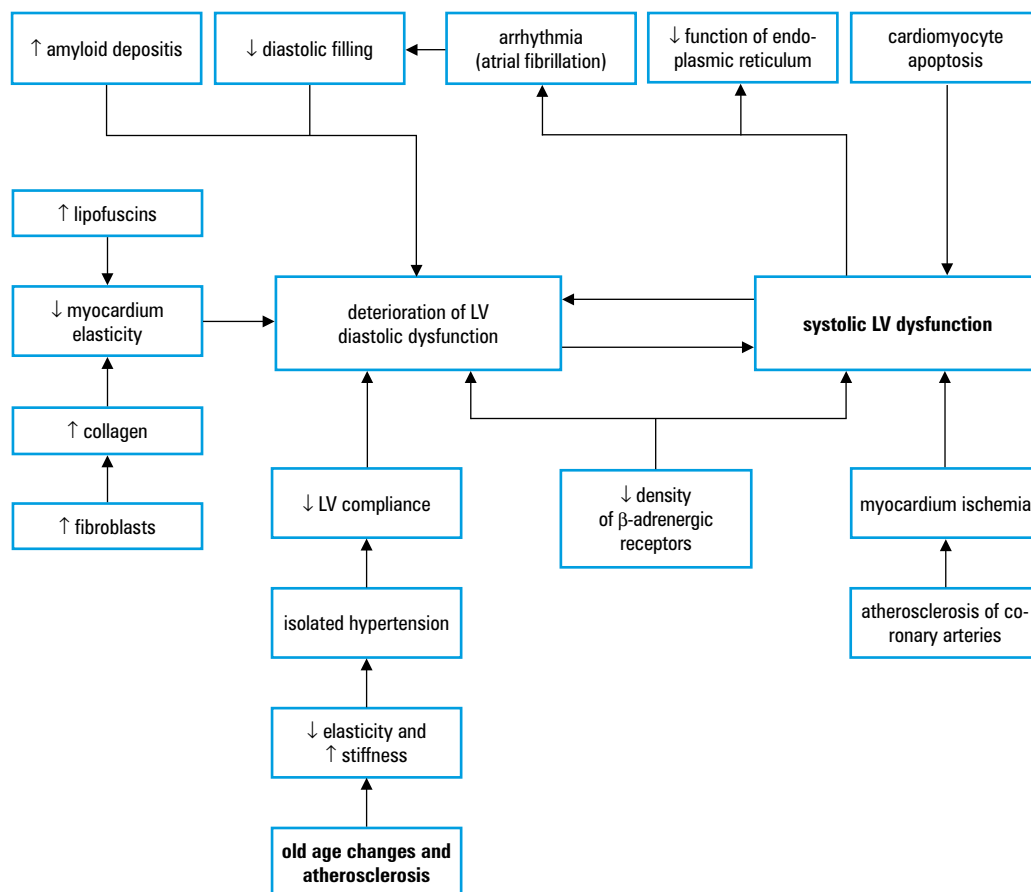 ↑ amyloid depositis
↓ diastolic filling
arrhythmia
(atrial fibrillation)
↓ function of endo-
plasmic reticulum
cardiomyocyte
apoptosis
↑ lipofuscins
↓ myocardium
elasticity
deterioration of LV
diastolic dysfunction
systolic LV dysfunction
↑ collagen
↑ fibroblasts
↓ LV compliance
↓ density
of β-adrenergic
receptors
myocardium ischemia
isolated hypertension
atherosclerosis of co-
ronary arteries
↓ elasticity and
↑ stiffness
old age changes and
atherosclerosis